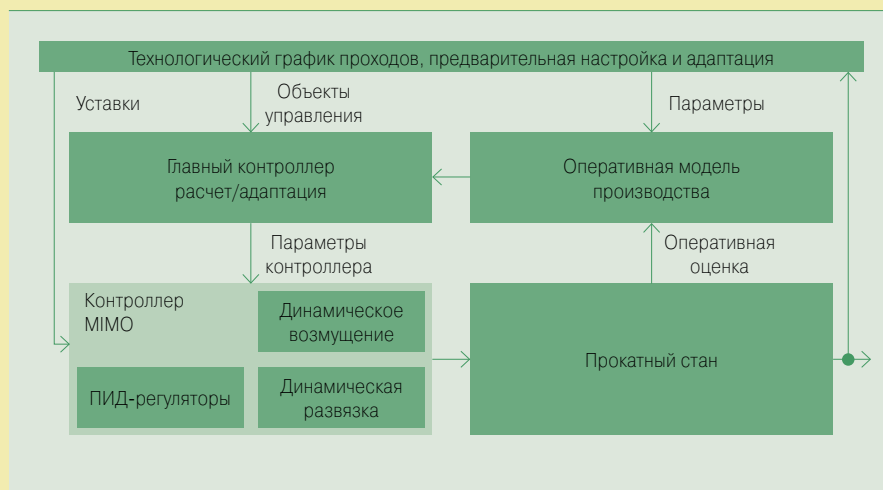 Технологический график проходов, предварительная настройка и адаптация
Уставки
Объекты
управления
Параметры
Главный контроллер
расчет/адаптация
Оперативная модель
производства
Параметры
контроллера
Оперативная
оценка
Контроллер
MIMO
Динамическое
возмущение
ПИД-регуляторы
Динамическая
развязка
Прокатный стан